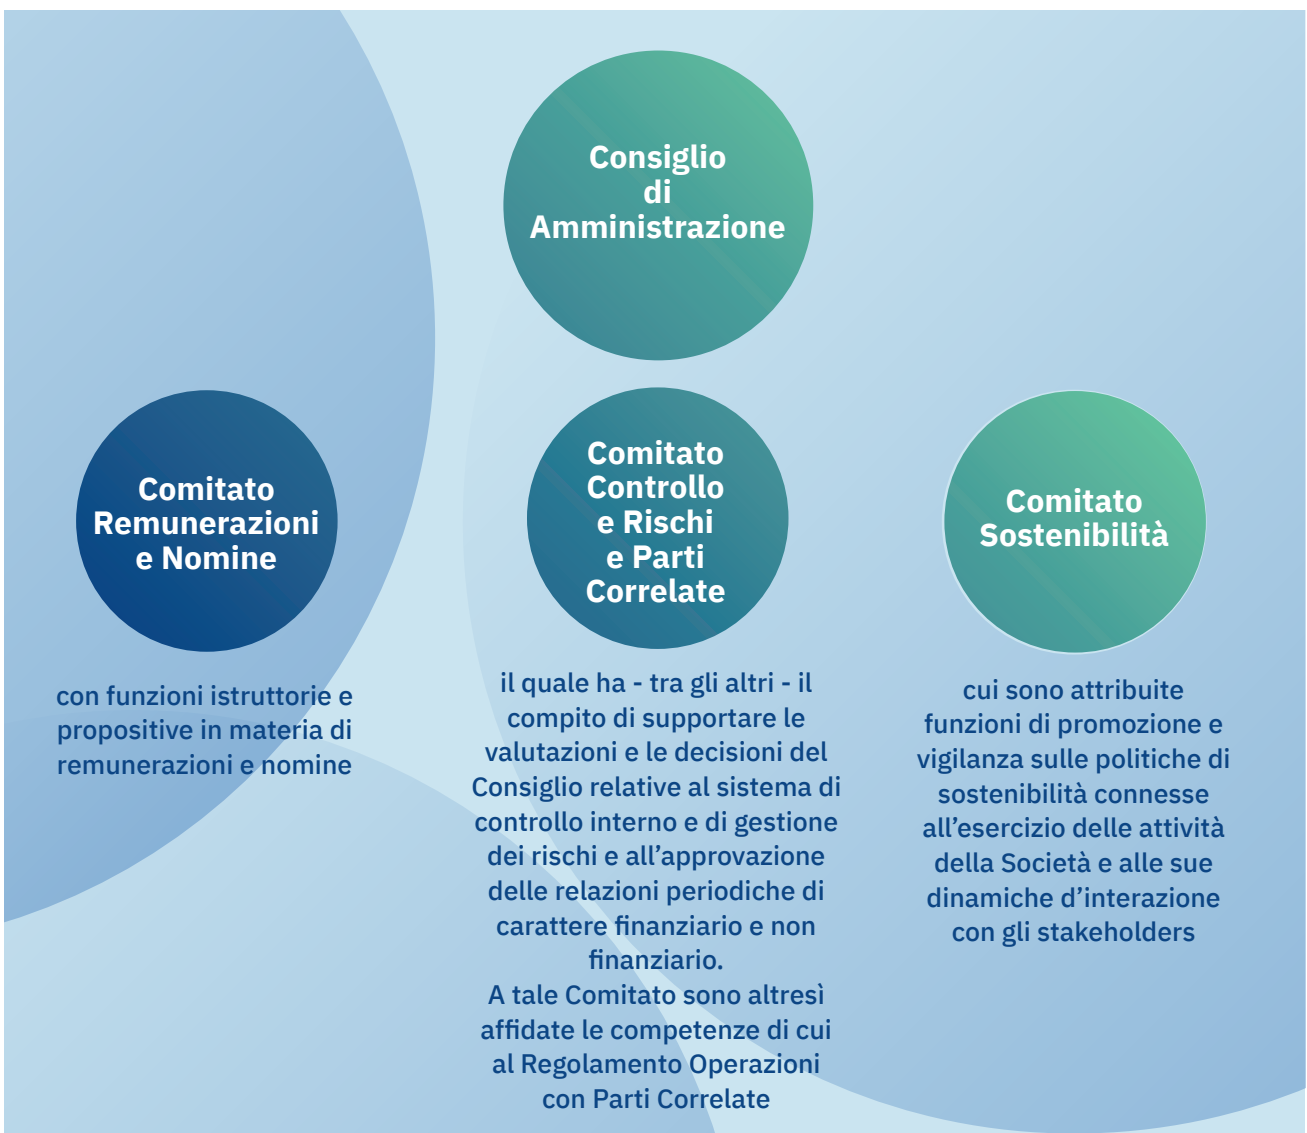 Consiglio
di
Amministrazione
Comitato
Remunerazioni
e Nomine
con funzioni istruttorie e
propositive in materia di
remunerazioni e nomine
Comitato
Controllo
e Rischi
e Parti
Correlate
il quale ha - tra gli altri - il
compito di supportare le
valutazioni e le decisioni del
Consiglio relative al sistema di
controllo interno e di gestione
dei rischi e all’approvazione
delle relazioni periodiche di
carattere finanziario e non
finanziario.
A tale Comitato sono altresì
affidate le competenze di cui
al Regolamento Operazioni
con Parti Correlate
Comitato
Sostenibilità
cui sono attribuite
funzioni di promozione e
vigilanza sulle politiche di
sostenibilità connesse
all’esercizio delle attività
della Società e alle sue
dinamiche d’interazione
con gli stakeholders